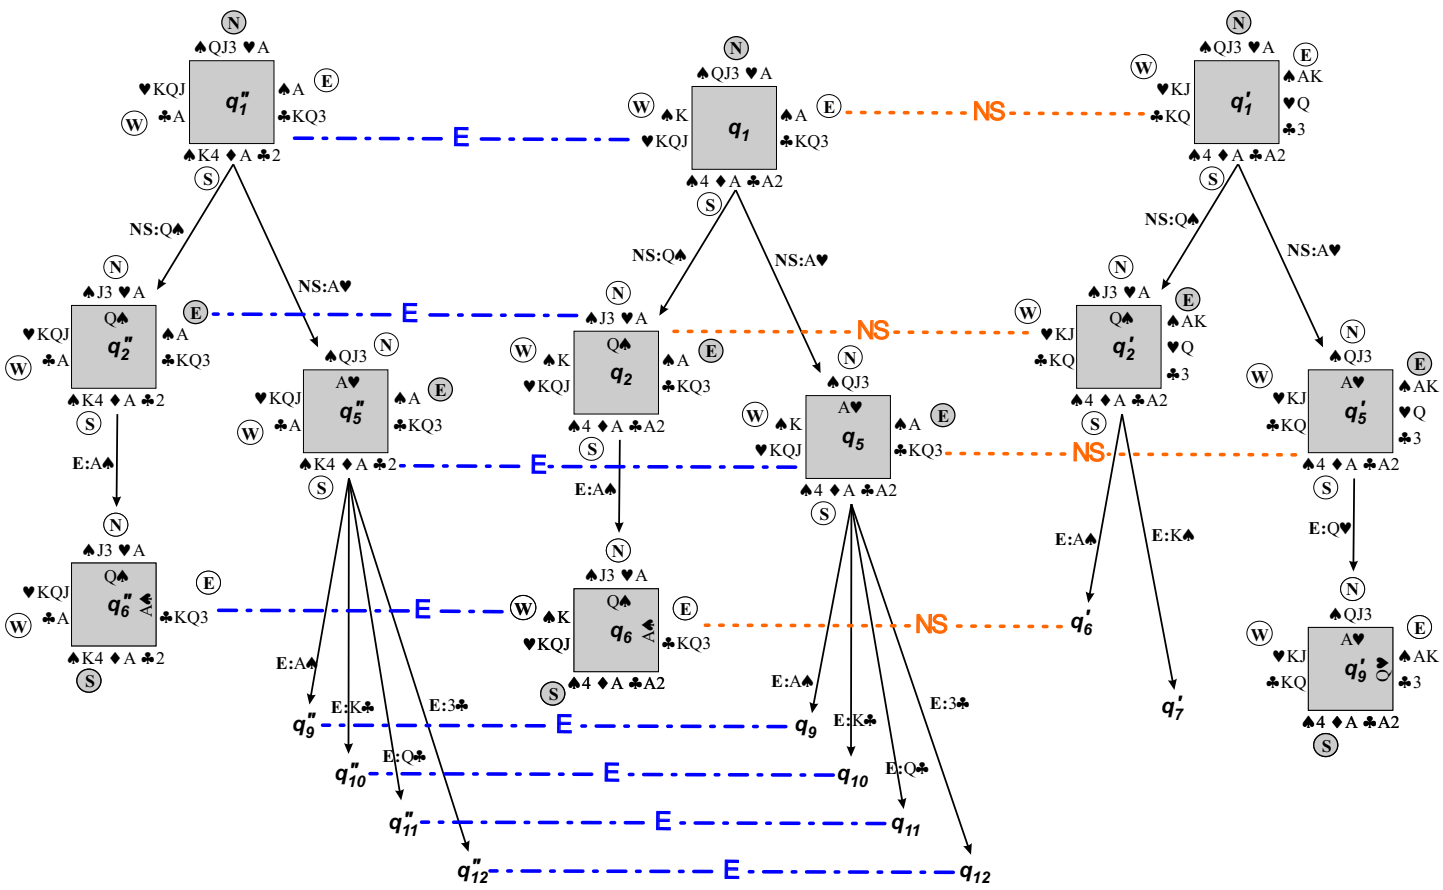 N
♠QJ3 ♥A
♥KQJ
W
♣A
q1''
E
♠A
♣KQ3
♠K4 ♦A ♣2
S
E
N
♠QJ3 ♥A
W
♠K
♥KQJ
q1
E
♠A
♣KQ3
♠4 ♦A ♣A2
S
NS
N
♠QJ3 ♥A
W
♥KJ
♣KQ
q1'
E
♠AK
♥Q
♣3
♠4 ♦A ♣A2
S
NS:Q♠
NS:A♥
NS:Q♠
NS:A♥
NS:Q♠
NS:A♥
N
♠J3 ♥A
Q♠
♥KQJ
♣A
W
q2''
E
♠A
♣KQ3
♠K4 ♦A ♣2
S
E
N
♠J3 ♥A
Q♠
W
♠K
♥KQJ
q2
E
♠A
♣KQ3
♠4 ♦A ♣A2
S
NS
N
♠J3 ♥A
Q♠
W
♥KJ
♣KQ
q2'
E
♠AK
♥Q
♣3
♠4 ♦A ♣A2
S
N
♠QJ3
A♥
♥KQJ
♣A
W
q5''
E
♠A
♣KQ3
♠K4 ♦A ♣2
S
E
N
♠QJ3
A♥
W
♠K
♥KQJ
q5
E
♠A
♣KQ3
♠4 ♦A ♣A2
S
NS
N
♠QJ3
A♥
W
♥KJ
♣KQ
q5'
E
♠AK
♥Q
♣3
♠4 ♦A ♣A2
S
E:A♠
E:A♠
E:A♠
E:K♠
E:Q♥
N
♠J3 ♥A
Q♠
♥KQJ
♣A
W
q6''
A♠
E
♣KQ3
♠K4 ♦A ♣2
S
E
N
♠J3 ♥A
Q♠
W
♠K
♥KQJ
q6
A♠
E
♣KQ3
♠4 ♦A ♣A2
S
NS
q6'
q7'
N
♠QJ3
A♥
W
♥KJ
♣KQ
q9'
Q♥
E
♠AK
♣3
♠4 ♦A ♣A2
S
E:A♠
E:K♣
E:Q♣
E:3♣
E:A♠
E:K♣
E:Q♣
E:3♣
q9'' E q9
q10'' E q10
q11'' E q11
q12'' E q12